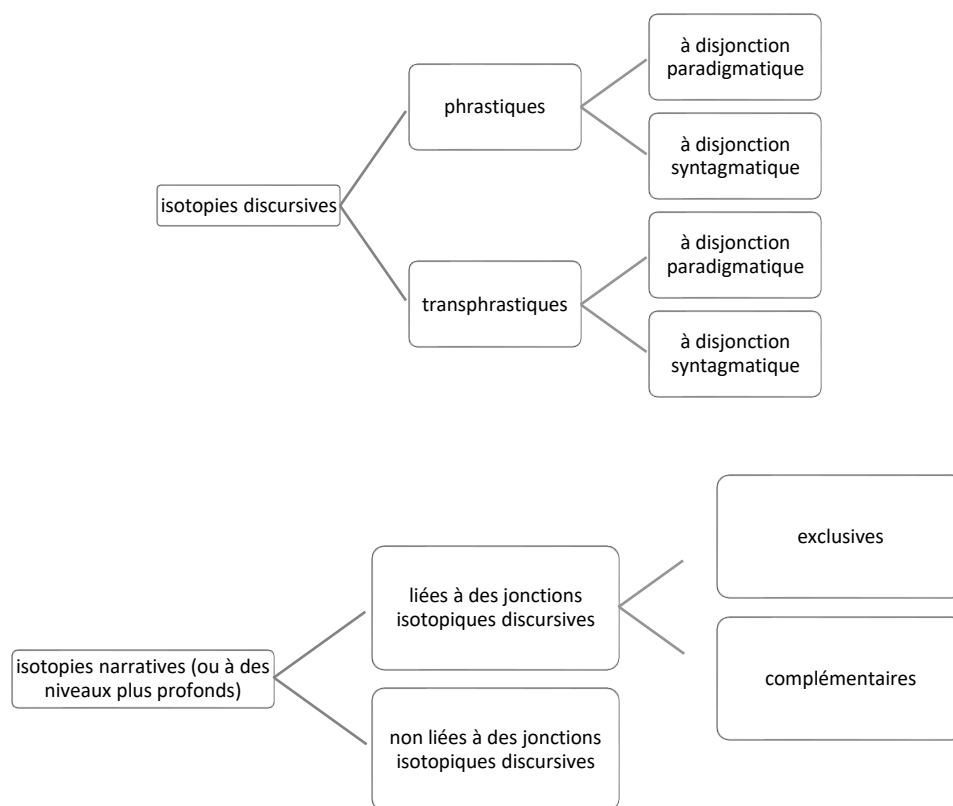 isotopies discursives
phrastiques
à disjonction
paradigmatique
à disjonction
syntagmatique
transphrastiques
à disjonction
paradigmatique
à disjonction
syntagmatique
isotopies narratives (ou à des
niveaux plus profonds)
liées à des jonctions
isotopiques discursives
exclusives
complémentaires
non liées à des jonctions
isotopiques discursives